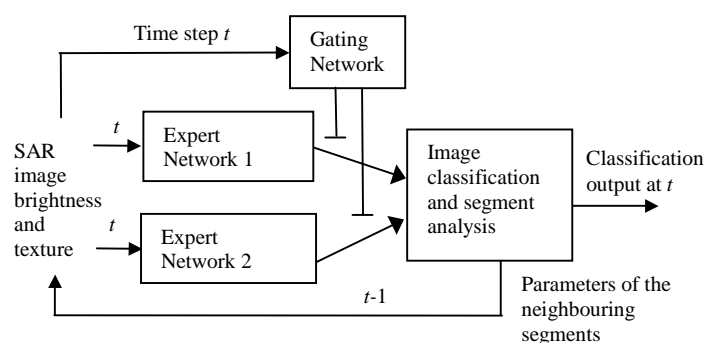 Time step t
Gating
Network
t
Expert
Network 1
SAR
image
brightness
and
texture
t
Expert
Network 2
Image
classification
and segment
analysis
Classification
output at t
t-1
Parameters of the
neighbouring
segments